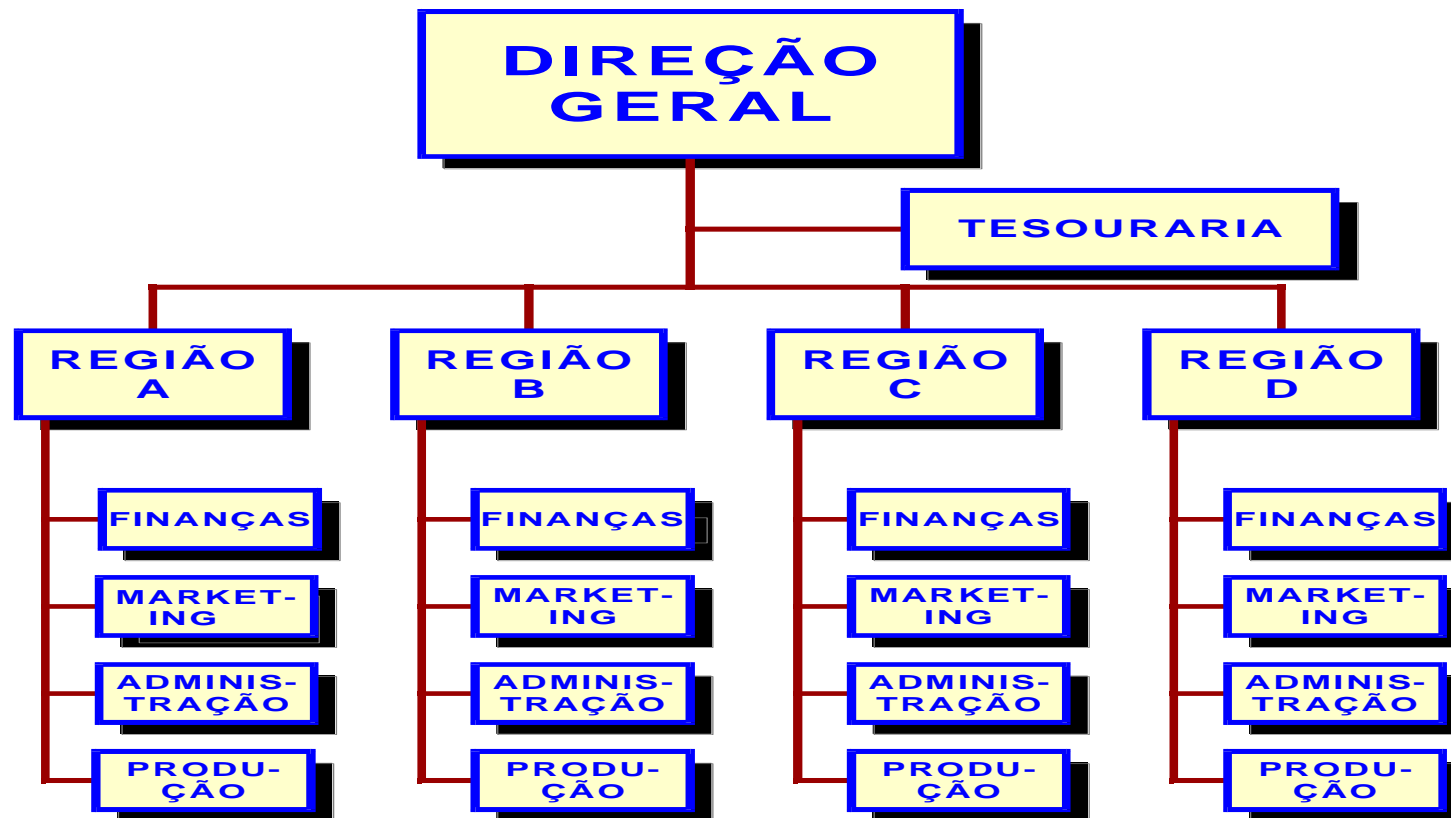 DIREÇÃO
GERAL
TESOURARIA
REGIÃO
A
REGIÃO
B
REGIÃO
C
REGIÃO
D
FINANÇAS
MARKET-
ING
ADMINIS-
TRAÇÃO
PRODU-
ÇÃO
FINANÇAS
MARKET-
ING
ADMINIS-
TRAÇÃO
PRODU-
ÇÃO
FINANÇAS
MARKET-
ING
ADMINIS-
TRAÇÃO
PRODU-
ÇÃO
FINANÇAS
MARKET-
ING
ADMINIS-
TRAÇÃO
PRODU-
ÇÃO